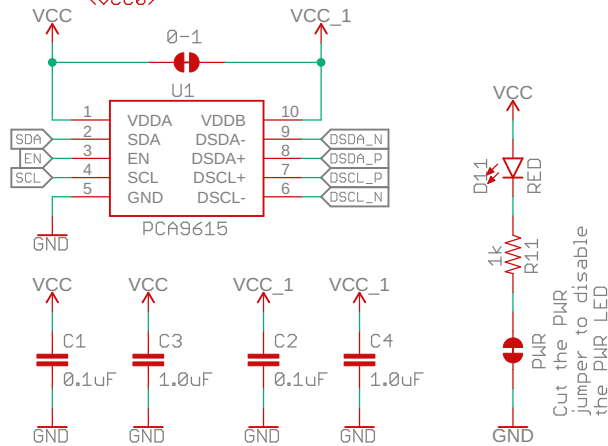 (VCC0)
VCC
VCC_1
0-1
U1
1 VDDA VDDB 10
SDA 2 SDA DSDA- 9 DSDA_N
EN 3 EN DSDA+ 8 DSDA_P
SCL 4 SCL DSCL+ 7 DSCL_P
5 GND DSCL- 6 DSCL_N
GND
PCA9615
VCC
D11
RED
1k
R11
PWR
Cut the PWR
jumper to disable
the PWR LED
GND
VCC
VCC
VCC_1
VCC_1
C1
C3
C2
C4
0.1uF
1.0uF
0.1uF
1.0uF
GND
GND
GND
GND